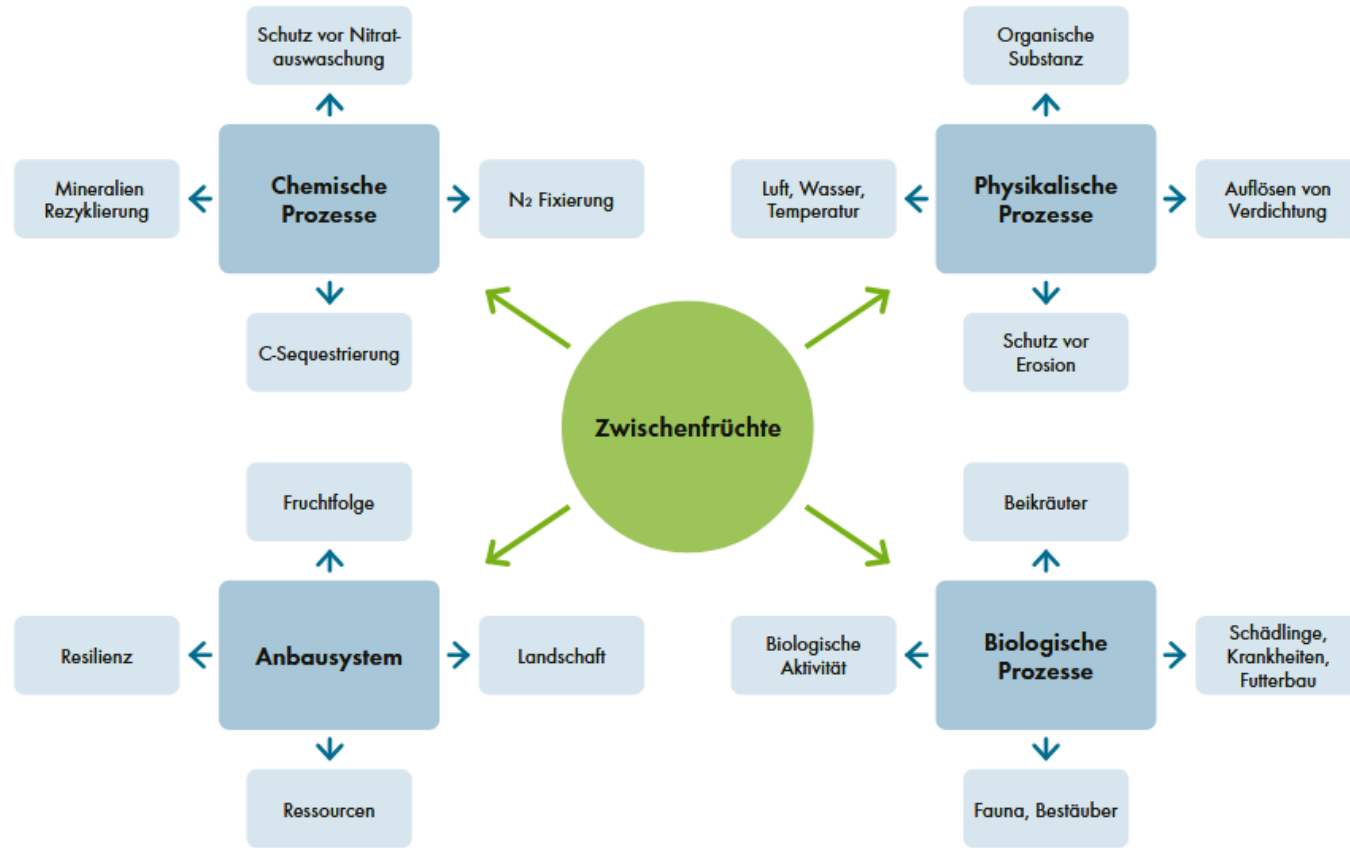 Schutz vor Nitrat-
auswaschung
Mineralien
Rezyklierung
Chemische
Prozesse
N₂ Fixierung
C-Sequestrierung
Organische
Substanz
Luft, Wasser,
Temperatur
Physikalische
Prozesse
Auflösen von
Verdichtung
Schutz vor
Erosion
Zwischenfrüchte
Fruchtfolge
Resilienz
Anbausystem
Landschaft
Ressourcen
Beikräuter
Biologische
Aktivität
Biologische
Prozesse
Schädlinge,
Krankheiten,
Futterbau
Fauna, Bestäuber